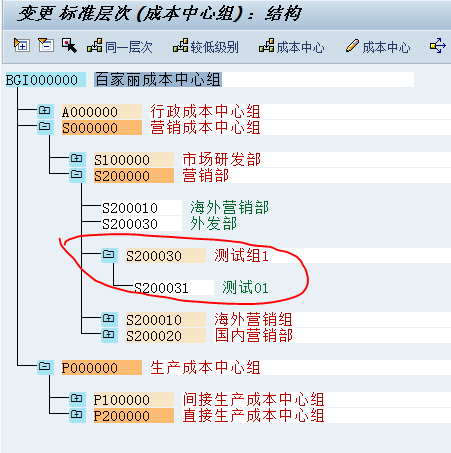 变更 标准层次(成本中心组): 结构
同一层次 较低级别 成本中心 成本中心
BGI000000 百家丽成本中心组
A000000 行政成本中心组
S000000 营销成本中心组
S100000 市场研发部
S200000 营销部
S200010 海外营销部
S200030 外发部
S200030 测试组1
S200031 测试01
S200010 海外营销组
S200020 国内营销部
P000000 生产成本中心组
P100000 间接生产成本中心组
P200000 直接生产成本中心组